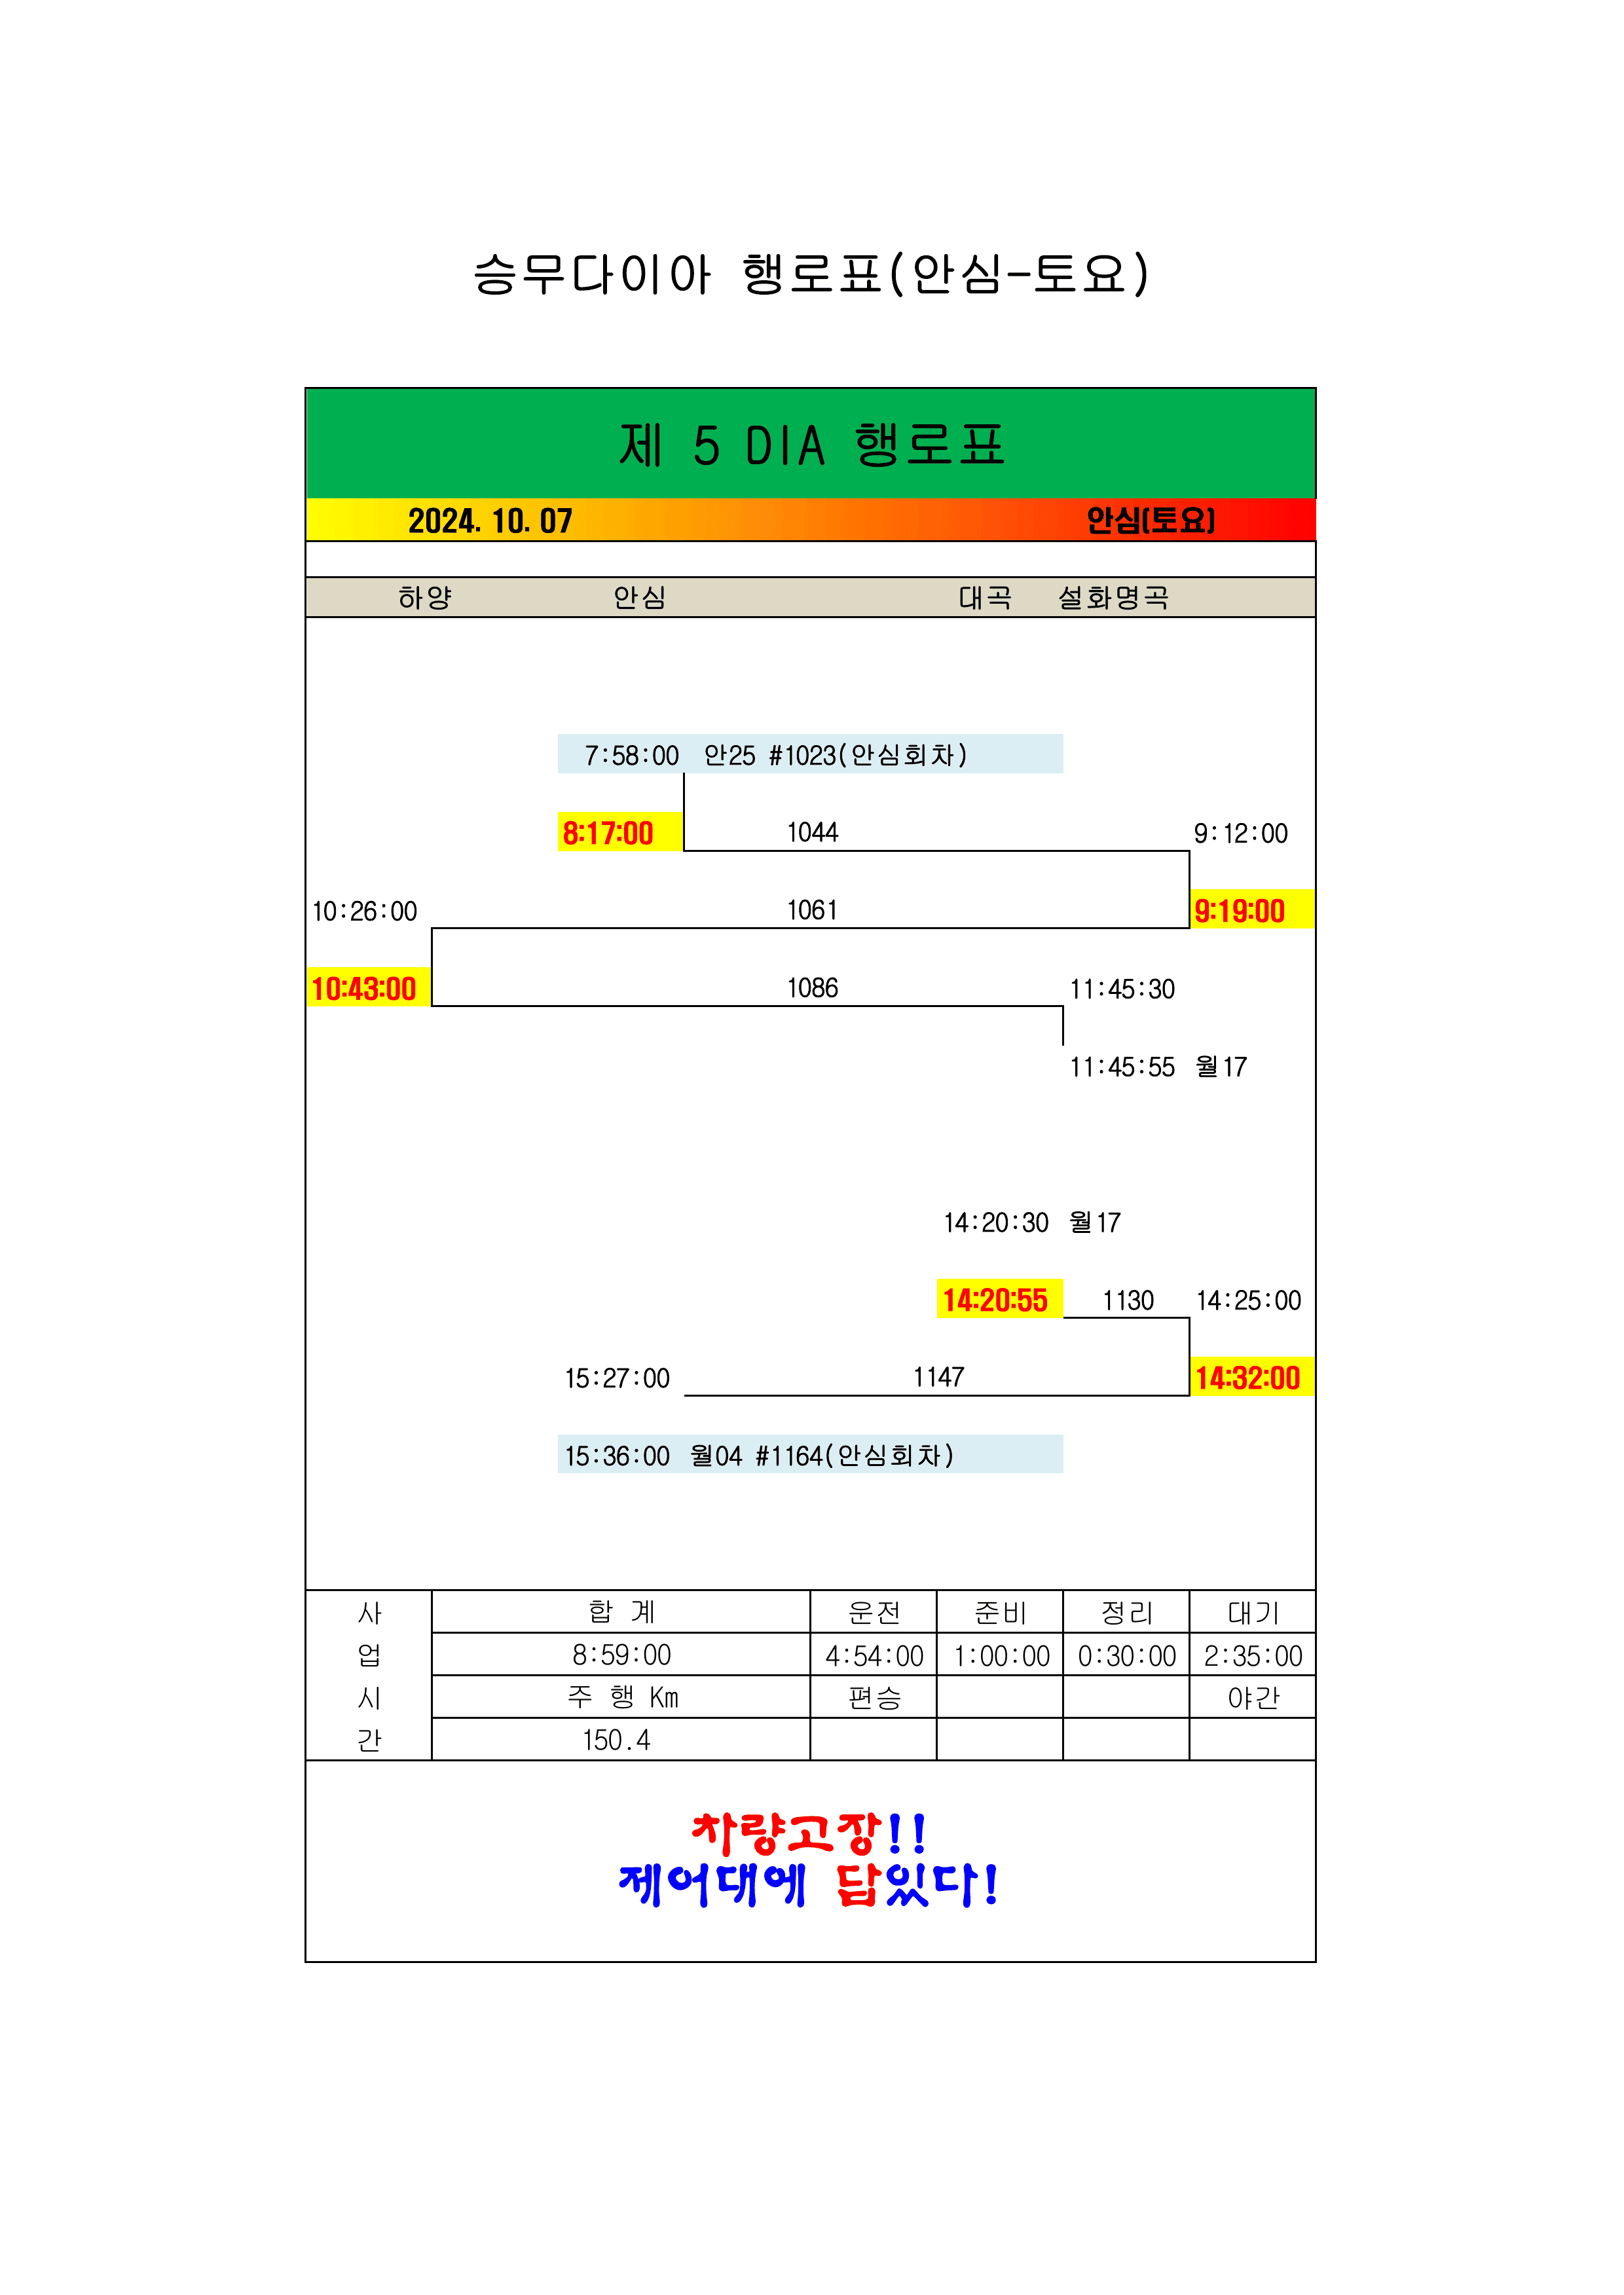 승무다이아 행로표(안심-토요)
제 5 DIA 행로표
2024. 10. 07 안심(토요)
하양 안심 대곡 설화명곡
7:58:00 안25 #1023(안심회차)
8:17:00 1044 9:12:00
10:26:00 1061 9:19:00
10:43:00 1086 11:45:30
11:45:55 월17
14:20:30 월17
14:20:55 1130 14:25:00
15:27:00 1147 14:32:00
15:36:00 월04 #1164(안심회차)
사 합 계 운전 준비 정리 대기
업 8:59:00 4:54:00 1:00:00 0:30:00 2:35:00
시 주 행 Km 편승 야간
간 150.4
차량고장!!
제어대에 답있다!